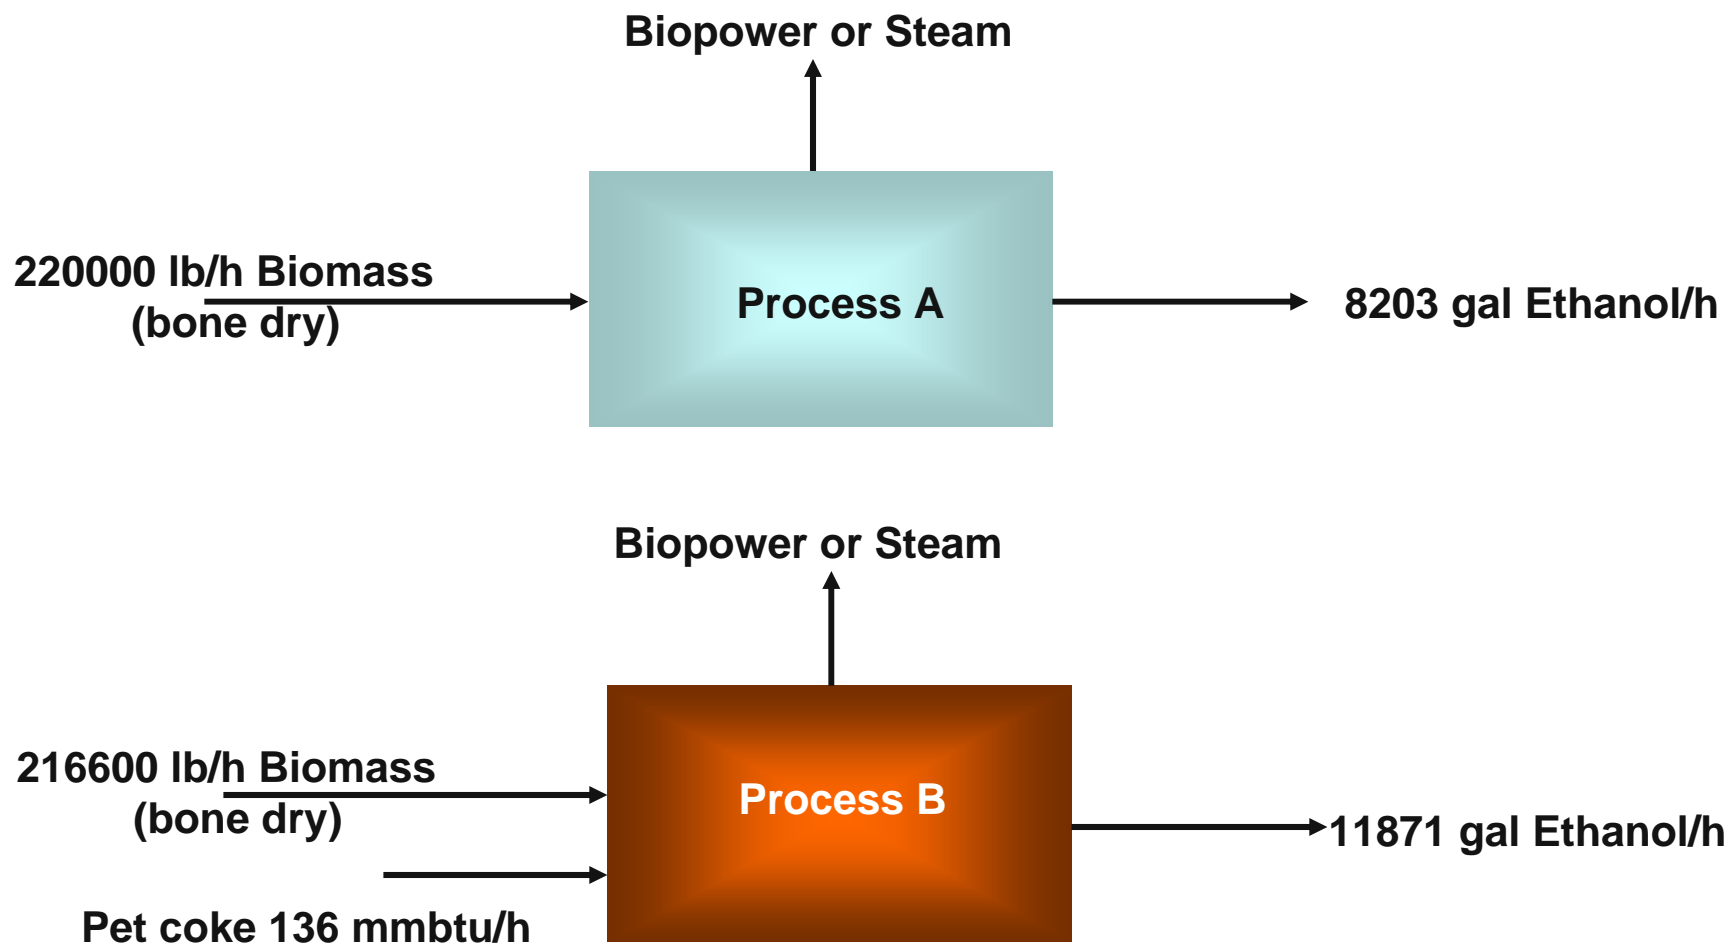 Biopower or Steam
220000 lb/h Biomass
(bone dry)
Process A
8203 gal Ethanol/h
Biopower or Steam
216600 lb/h Biomass
(bone dry)
Process B
11871 gal Ethanol/h
Pet coke 136 mmbtu/h